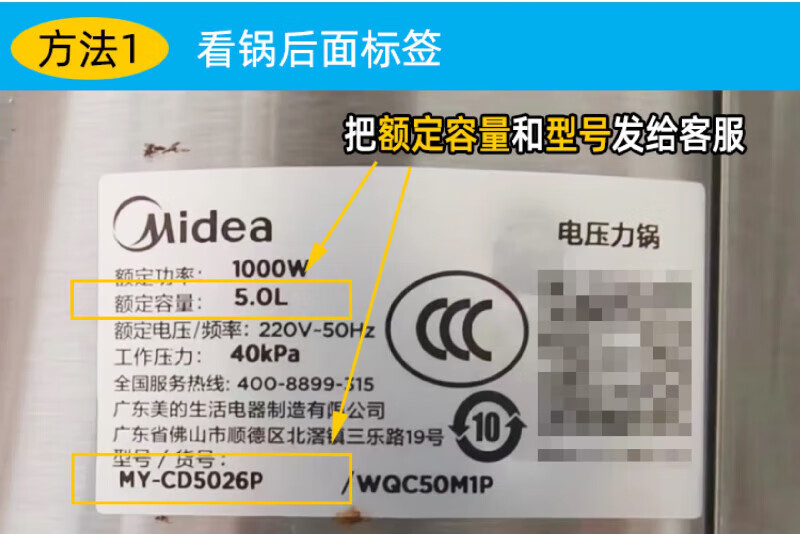 方法1 看锅后面标签
把额定容量和型号发给客服
Midea
电压力锅
额定功率: 1000W
额定容量: 5.0L
额定电压/频率: 220V~50Hz
工作压力: 40kPa
全国服务热线: 400-8899-315
广东美的生活电器制造有限公司
广东省佛山市顺德区北滘镇三乐路19号
型号/货号:
MY-CD5026P /WQC50M1P
CCC
10